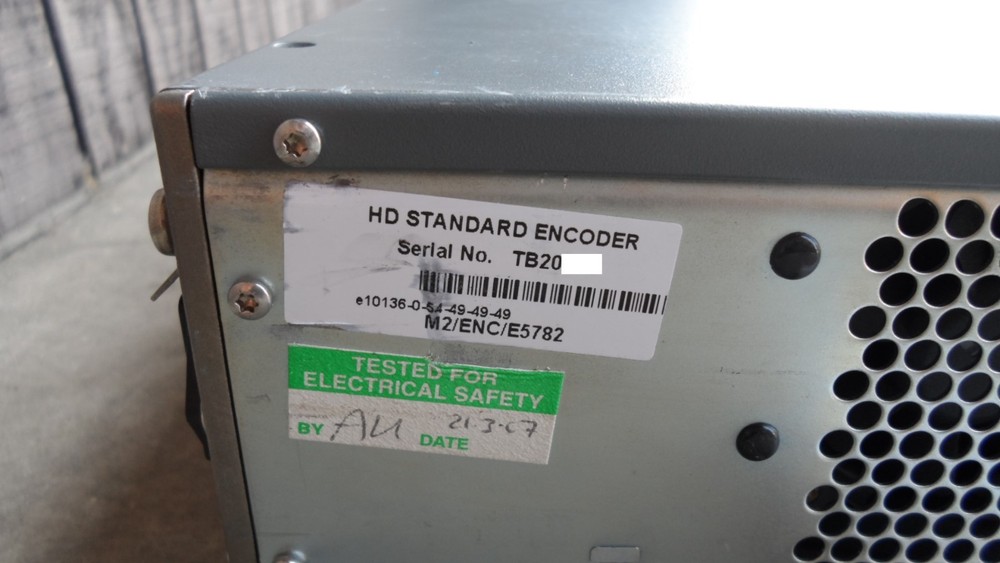 HD STANDARD ENCODER
Serial No. TB20
e10136-0-54-49-49-49
M2/ENC/E5782
TESTED FOR
ELECTRICAL SAFETY
BY AU DATE 21-3-07